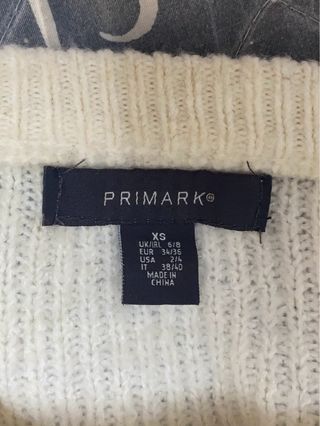 PRIMARK®
XS
UK/IRL 6/8
EUR 34/36
USA 2/4
IT 38/40
MADE IN
CHINA